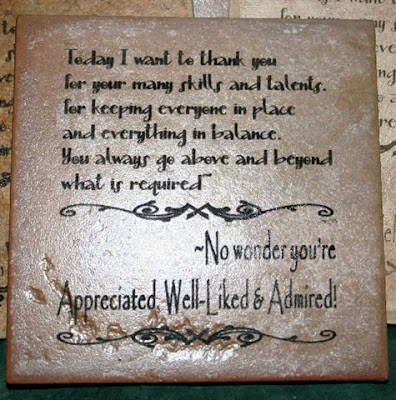 Today I want to thank you
for your many skills and talents.
for keeping everyone in place
and everything in balance.
You always go above and beyond
what is required~
~No wonder you're
Appreciated, Well-Liked & Admired!